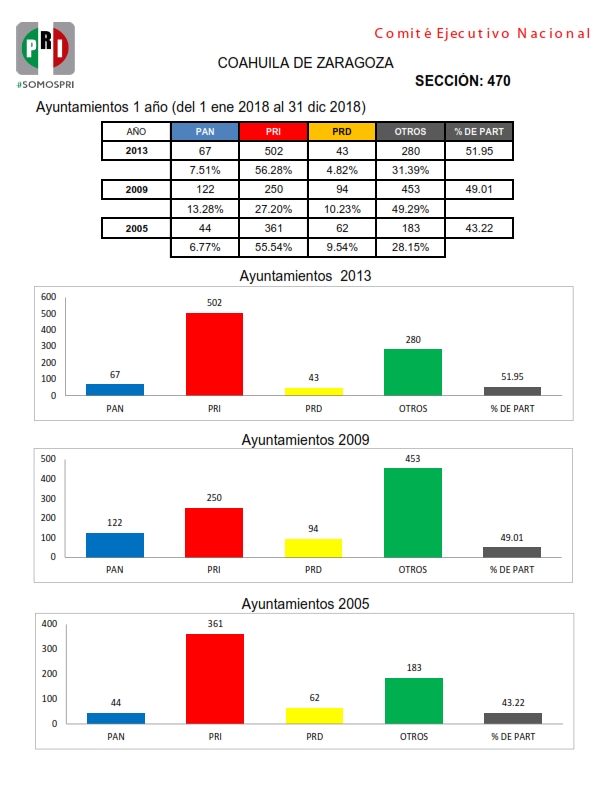 Comité Ejecutivo Nacional
PRI
#SOMOSPRI
COAHUILA DE ZARAGOZA
SECCIÓN: 470
Ayuntamientos 1 año (del 1 ene 2018 al 31 dic 2018)
AÑO PAN PRI PRD OTROS % DE PART
2013 67 502 43 280 51.95
7.51% 56.28% 4.82% 31.39%
2009 122 250 94 453 49.01
13.28% 27.20% 10.23% 49.29%
2005 44 361 62 183 43.22
6.77% 55.54% 9.54% 28.15%
Ayuntamientos 2013
600
500
400
300
200
100
0
67 502 43 280 51.95
PAN PRI PRD OTROS % DE PART
Ayuntamientos 2009
500
400
300
200
100
0
122 250 94 453 49.01
PAN PRI PRD OTROS % DE PART
Ayuntamientos 2005
400
300
200
100
0
44 361 62 183 43.22
PAN PRI PRD OTROS % DE PART